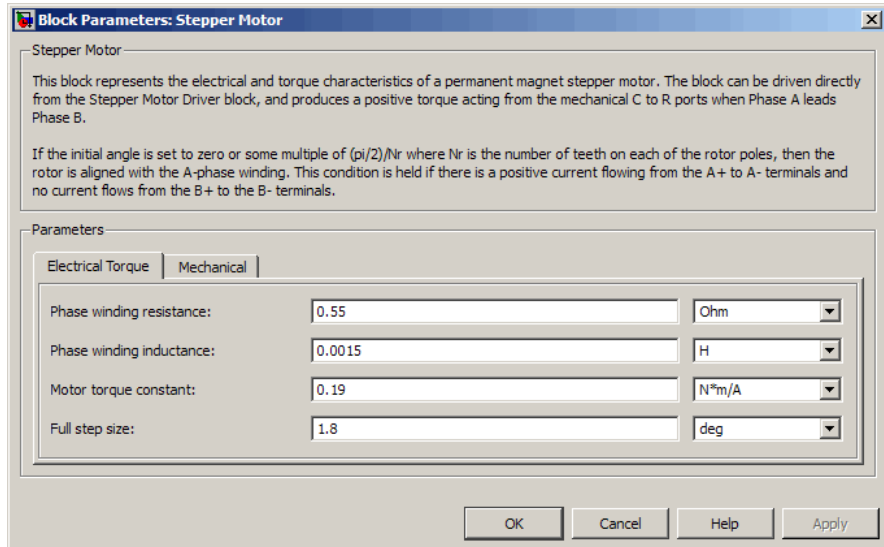 Block Parameters: Stepper Motor
Stepper Motor
This block represents the electrical and torque characteristics of a permanent magnet stepper motor. The block can be driven directly
from the Stepper Motor Driver block, and produces a positive torque acting from the mechanical C to R ports when Phase A leads
Phase B.
If the initial angle is set to zero or some multiple of (pi/2)/Nr where Nr is the number of teeth on each of the rotor poles, then the
rotor is aligned with the A-phase winding. This condition is held if there is a positive current flowing from the A+ to A- terminals and
no current flows from the B+ to the B- terminals.
Parameters
Electrical Torque Mechanical
Phase winding resistance: 0.55 Ohm
Phase winding inductance: 0.0015 H
Motor torque constant: 0.19 N*m/A
Full step size: 1.8 deg
OK Cancel Help Apply